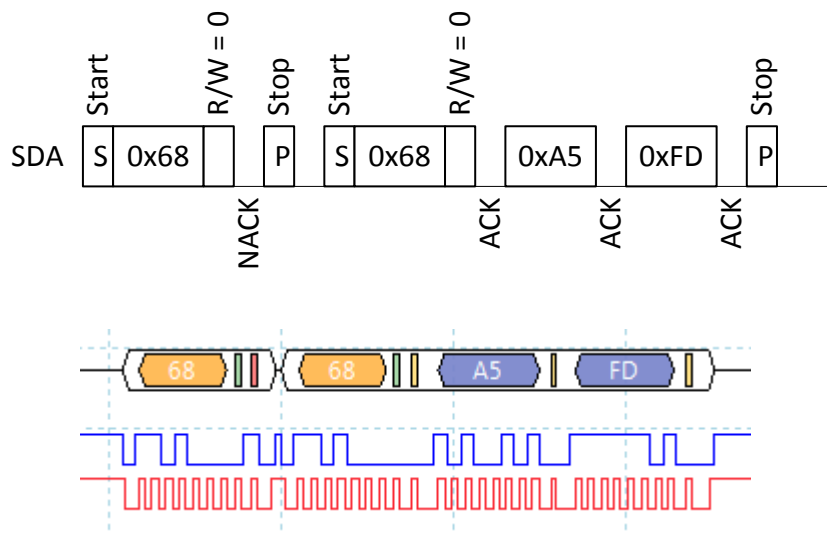 Start
R/W = 0
Stop
Start
R/W = 0
Stop
SDA S 0x68 P S 0x68 0xA5 0xFD P
NACK
ACK
ACK
ACK
68 68 A5 FD